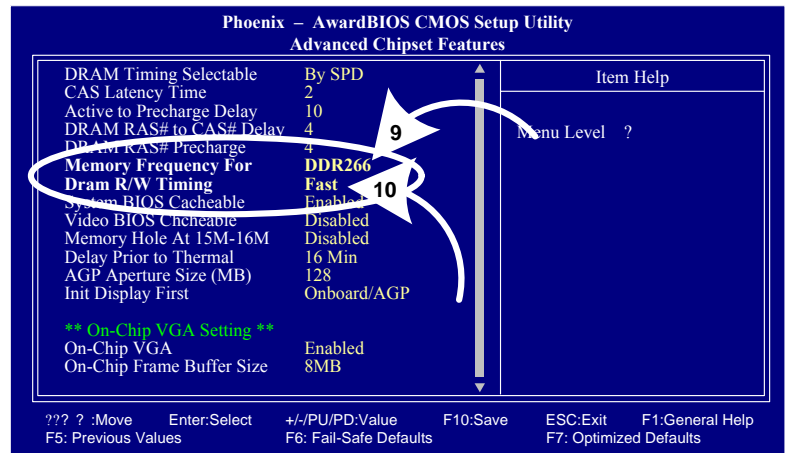 Phoenix – AwardBIOS CMOS Setup Utility
Advanced Chipset Features
DRAM Timing Selectable By SPD
CAS Latency Time 2
Active to Precharge Delay 10
DRAM RAS# to CAS# Delay 4
DRAM RAS# Precharge 4
Memory Frequency For DDR266
Dram R/W Timing Fast
System BIOS Cacheable Enabled
Video BIOS Chcheable Disabled
Memory Hole At 15M-16M Disabled
Delay Prior to Thermal 16 Min
AGP Aperture Size (MB) 128
Init Display First Onboard/AGP
** On-Chip VGA Setting **
On-Chip VGA Enabled
On-Chip Frame Buffer Size 8MB
9
10
Item Help
Menu Level ?
??? ? :Move Enter:Select +/-/PU/PD:Value F10:Save ESC:Exit F1:General Help
F5: Previous Values F6: Fail-Safe Defaults F7: Optimized Defaults